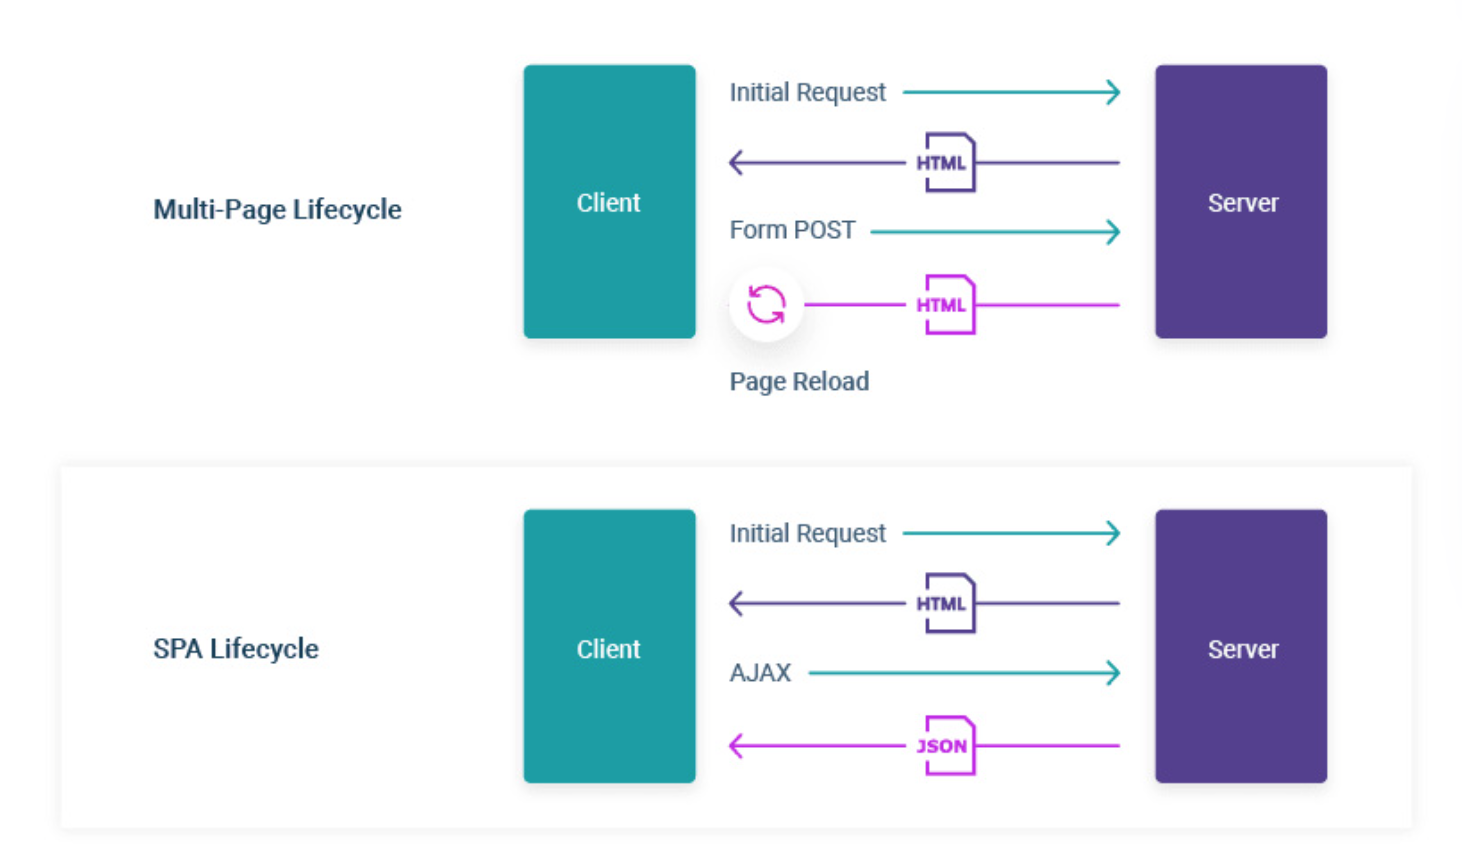 Multi-Page Lifecycle
Client
Initial Request
HTML
Form POST
HTML
Page Reload
Server
SPA Lifecycle
Client
Initial Request
HTML
AJAX
JSON
Server